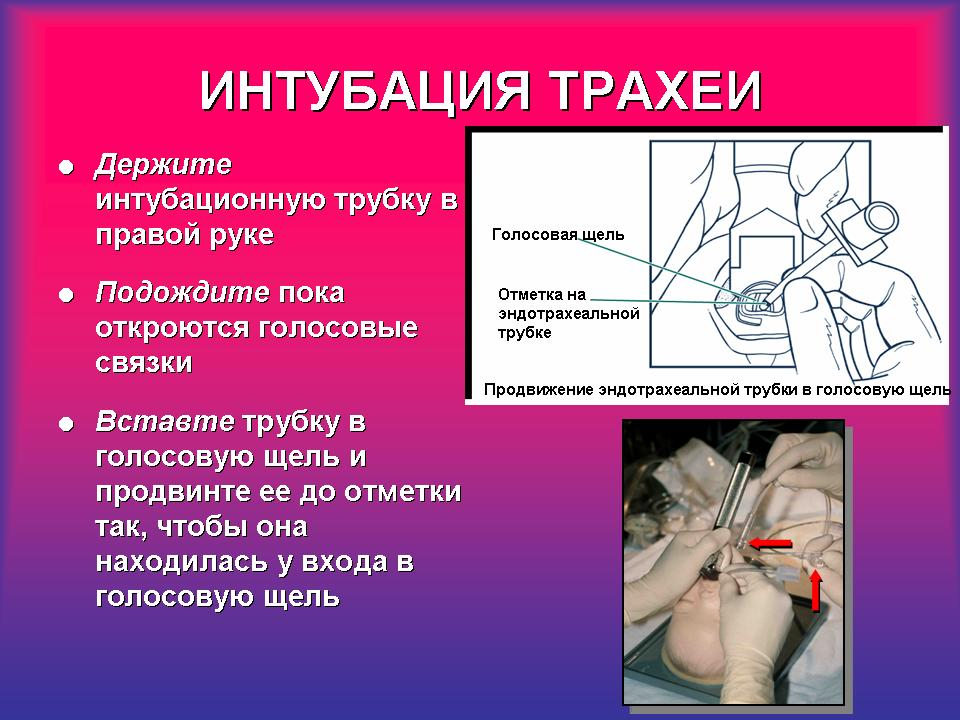 ИНТУБАЦИЯ ТРАХЕИ
• Держите
интубационную трубку в
правой руке
• Подождите пока
откроются голосовые
связки
• Вставте трубку в
голосовую щель и
продвинте ее до отметки
так, чтобы она
находилась у входа в
голосовую щель
Голосовая щель
Отметка на
эндотрахеальной
трубке
Продвижение эндотрахеальной трубки в голосовую щель